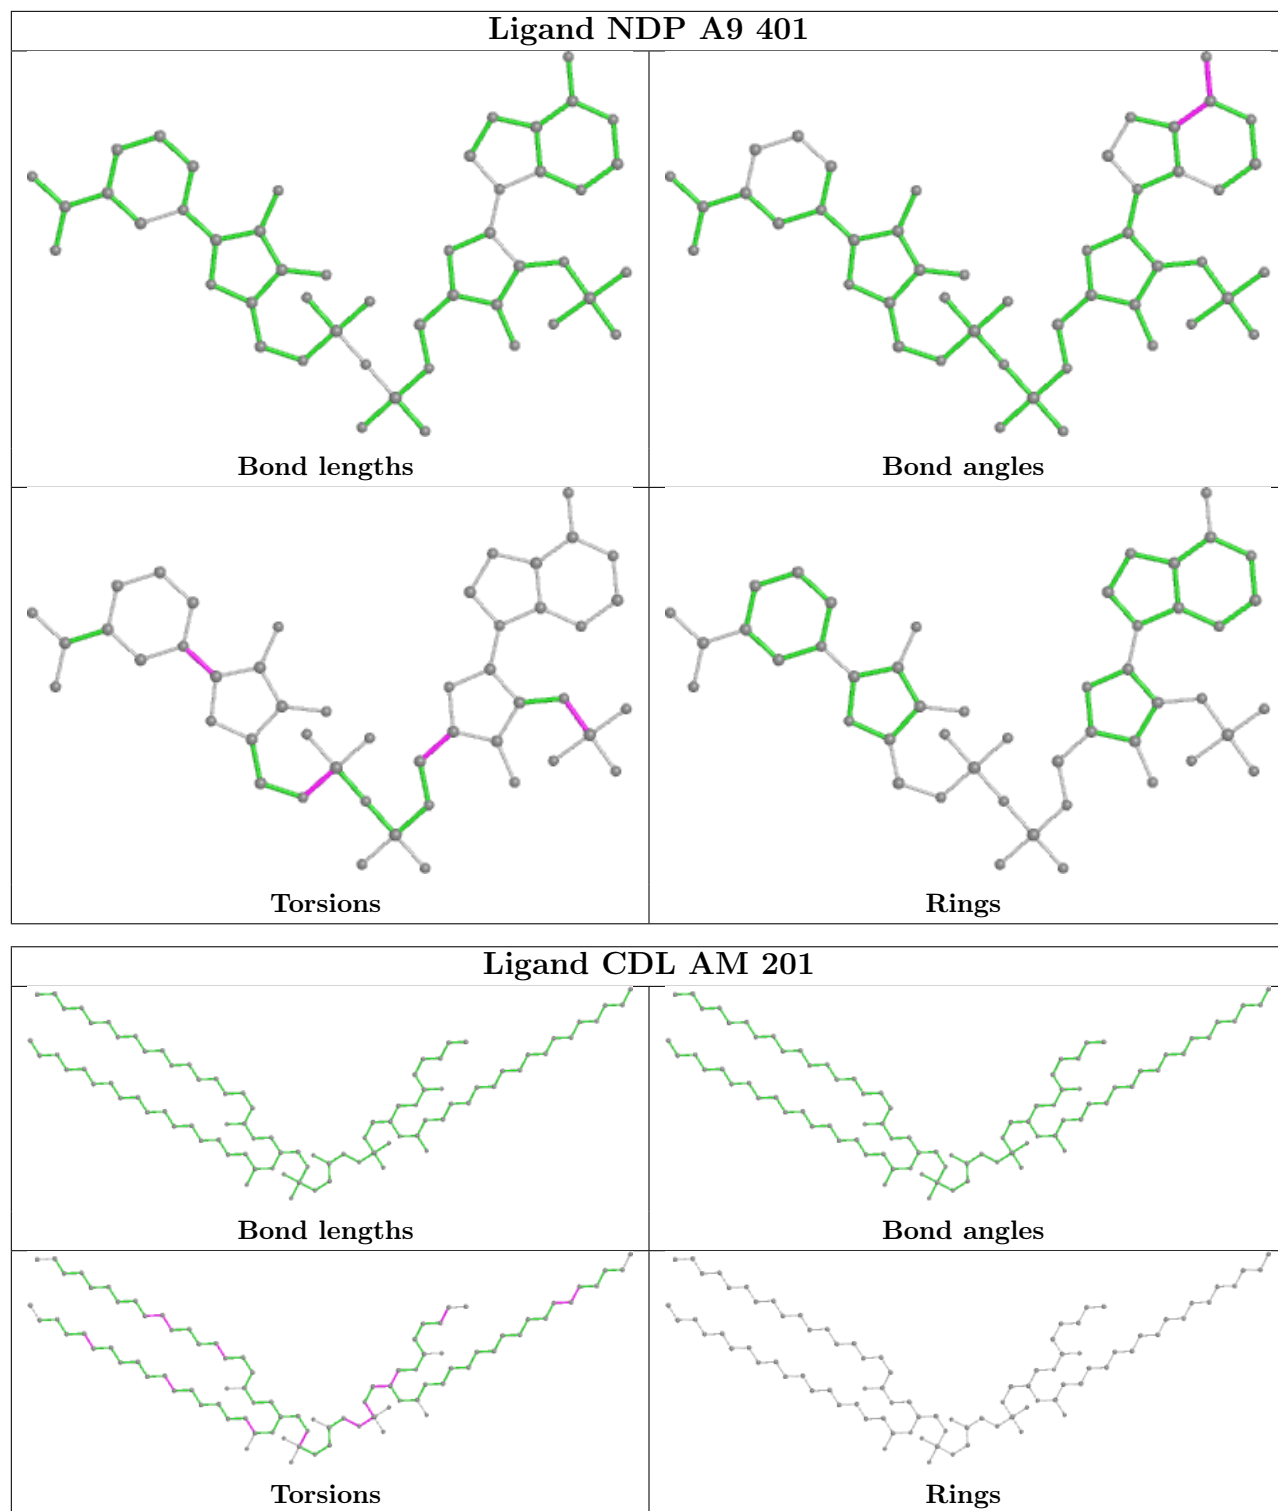 Ligand NDP A9 401
Bond lengths
Bond angles
Torsions
Rings
Ligand CDL AM 201
Bond lengths
Bond angles
Torsions
Rings